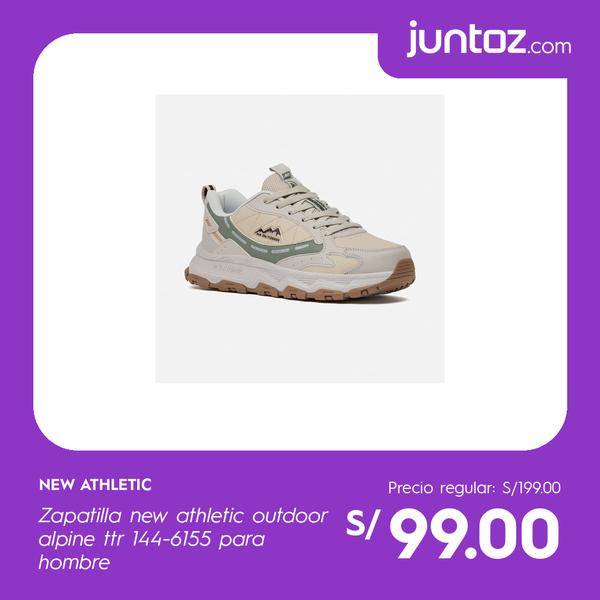 juntoz.com
NEW ATHLETIC
Zapatilla new athletic outdoor
alpine ttr 144-6155 para
hombre
Precio regular: S/199.00
S/99.00